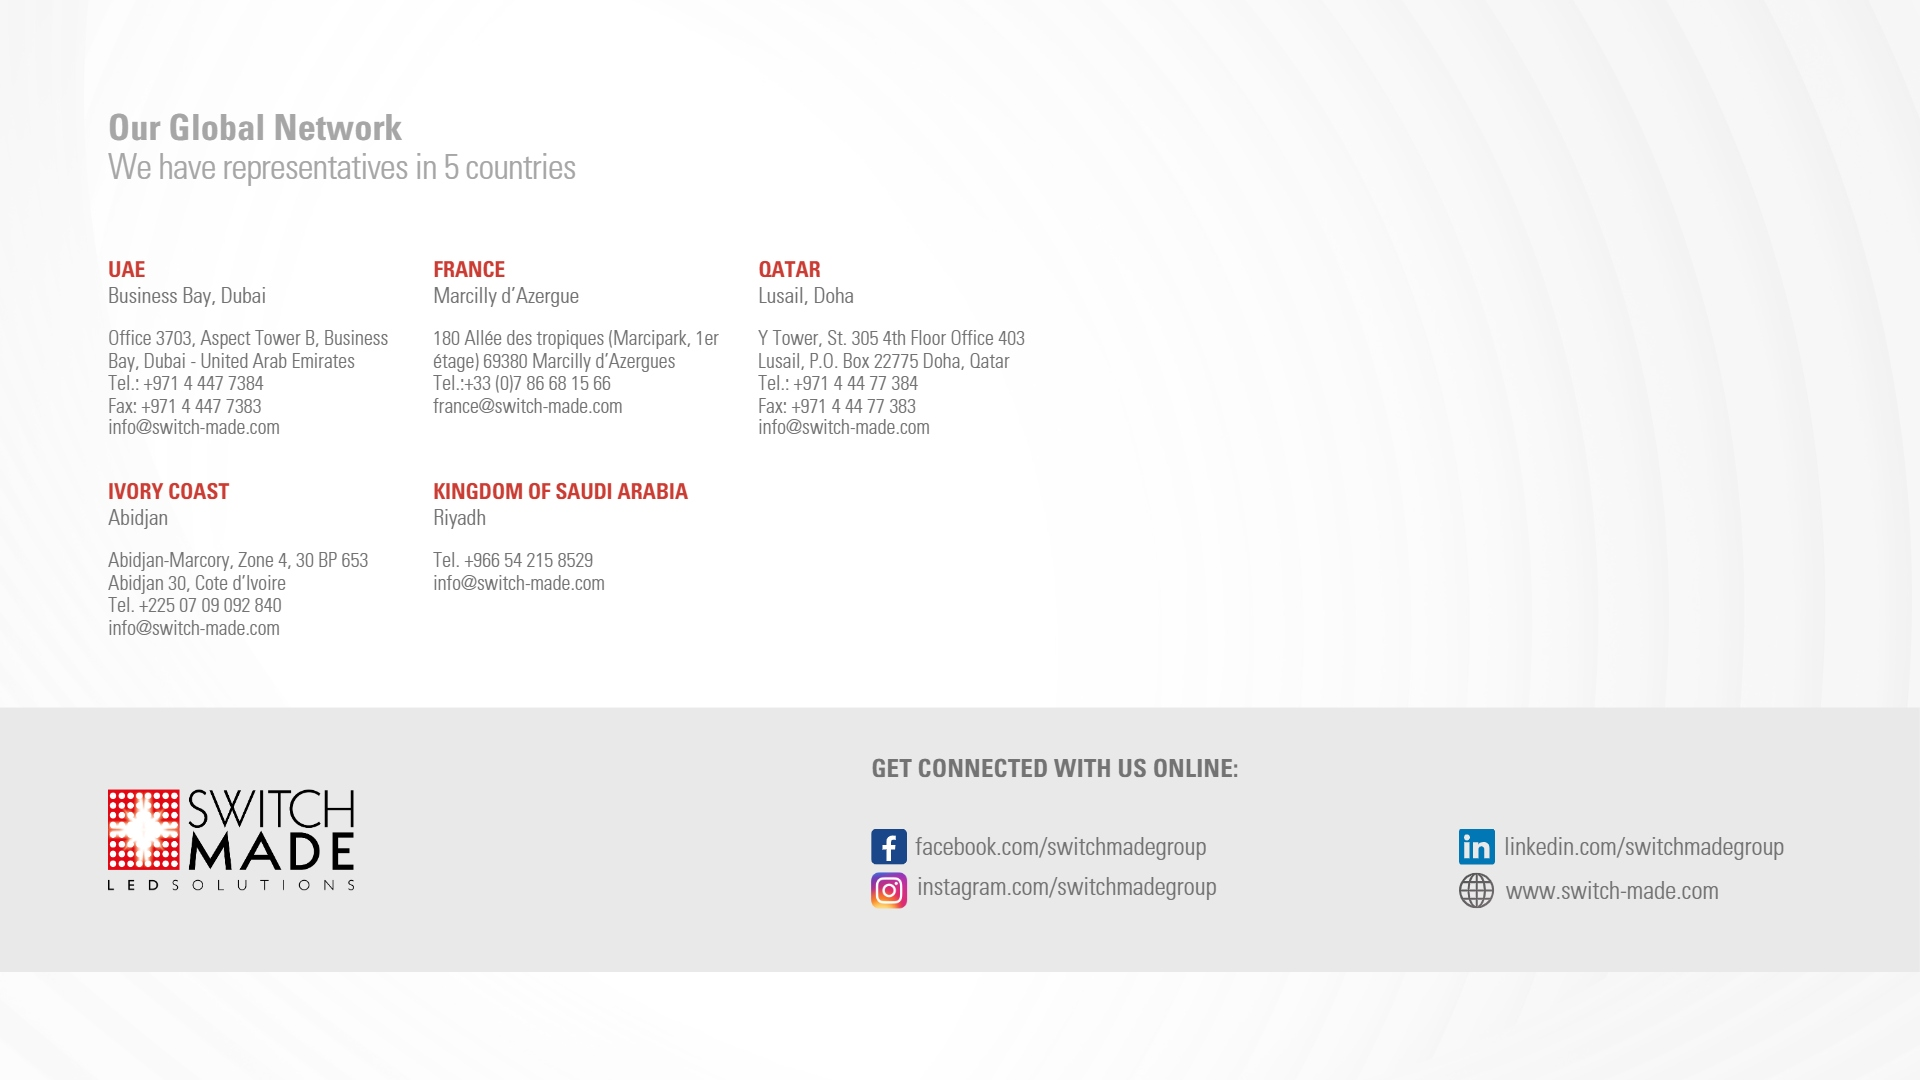 Our Global Network
We have representatives in 5 countries
UAE
Business Bay, Dubai
Office 3703, Aspect Tower B, Business
Bay, Dubai - United Arab Emirates
Tel.: +971 4 447 7384
Fax: +971 4 447 7383
info@switch-made.com
FRANCE
Marcilly d’Azergue
180 Allée des tropiques (Marcipark, 1er
étage) 69380 Marcilly d’Azergues
Tel.:+33 (0)7 86 68 15 66
france@switch-made.com
QATAR
Lusail, Doha
Y Tower, St. 305 4th Floor Office 403
Lusail, P.O. Box 22775 Doha, Qatar
Tel.: +971 4 44 77 384
Fax: +971 4 44 77 383
info@switch-made.com
IVORY COAST
Abidjan
Abidjan-Marcory, Zone 4, 30 BP 653
Abidjan 30, Cote d’Ivoire
Tel. +225 07 09 092 840
info@switch-made.com
KINGDOM OF SAUDI ARABIA
Riyadh
Tel. +966 54 215 8529
info@switch-made.com
SWITCH
MADE
LED SOLUTIONS
GET CONNECTED WITH US ONLINE:
facebook.com/switchmadegroup
instagram.com/switchmadegroup
linkedin.com/switchmadegroup
www.switch-made.com